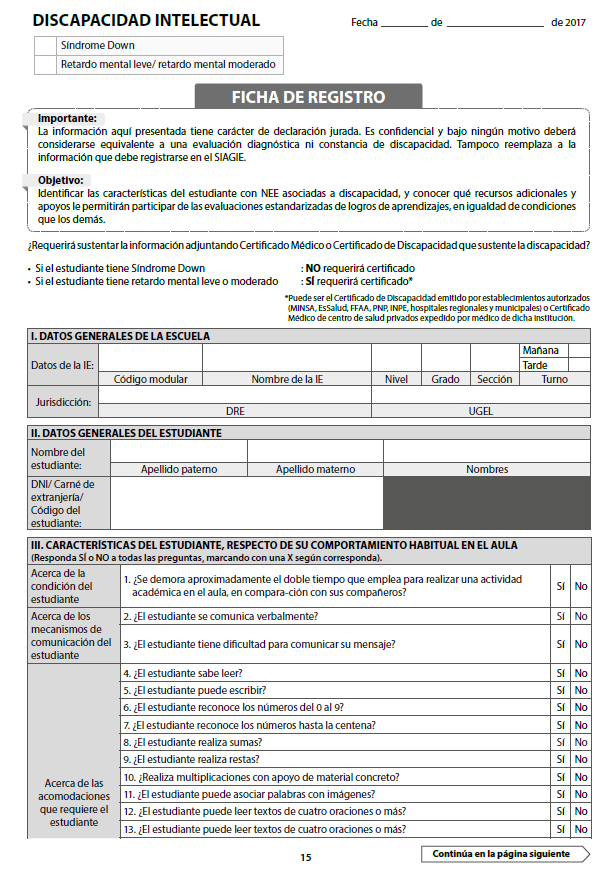 DISCAPACIDAD INTELECTUAL
Fecha ________ de ________________ de 2017
Síndrome Down
Retardo mental leve/ retardo mental moderado
FICHA DE REGISTRO
Importante:
La información aquí presentada tiene carácter de declaración jurada. Es confidencial y bajo ningún motivo deberá
considerarse equivalente a una evaluación diagnóstica ni constancia de discapacidad. Tampoco reemplaza a la
información que debe registrarse en el SIAGIE.
Objetivo:
Identificar las características del estudiante con NEE asociadas a discapacidad, y conocer qué recursos adicionales y
apoyos le permitirán participar de las evaluaciones estandarizadas de logros de aprendizajes, en igualdad de condiciones
que los demás.
¿Requerirá sustentar la información adjuntando Certificado Médico o Certificado de Discapacidad que sustente la discapacidad?
• Si el estudiante tiene Síndrome Down : NO requerirá certificado
• Si el estudiante tiene retardo mental leve o moderado : SÍ requerirá certificado*
*Puede ser el Certificado de Discapacidad emitido por establecimientos autorizados
(MINSA, EsSalud, FFAA, PNP, INPE, hospitales regionales y municipales) o Certificado
Médico de centro de salud privados expedido por médico de dicha institución.
I. DATOS GENERALES DE LA ESCUELA
Datos de la IE:
Mañana
Tarde
Código modular Nombre de la IE Nivel Grado Sección Turno
Jurisdicción:
DRE UGEL
II. DATOS GENERALES DEL ESTUDIANTE
Nombre del
estudiante:
Apellido paterno Apellido materno Nombres
DNI/ Carné de
extranjería/
Código del
estudiante:
III. CARACTERÍSTICAS DEL ESTUDIANTE, RESPECTO DE SU COMPORTAMIENTO HABITUAL EN EL AULA
(Responda SÍ o NO a todas las preguntas, marcando con una X según corresponda).
Acerca de la
condición del
estudiante
1. ¿Se demora aproximadamente el doble tiempo que emplea para realizar una actividad
académica en el aula, en compara-ción con sus compañeros? Sí No
Acerca de los
mecanismos de
comunicación del
estudiante
2. ¿El estudiante se comunica verbalmente? Sí No
3. ¿El estudiante tiene dificultad para comunicar su mensaje? Sí No
Acerca de las
acomodaciones
que requiere el
estudiante
4. ¿El estudiante sabe leer? Sí No
5. ¿El estudiante puede escribir? Sí No
6. ¿El estudiante reconoce los números del 0 al 9? Sí No
7. ¿El estudiante reconoce los números hasta la centena? Sí No
8. ¿El estudiante realiza sumas? Sí No
9. ¿El estudiante realiza restas? Sí No
10. ¿Realiza multiplicaciones con apoyo de material concreto? Sí No
11. ¿El estudiante puede asociar palabras con imágenes? Sí No
12. ¿El estudiante puede leer textos de cuatro oraciones o más? Sí No
13. ¿El estudiante puede leer textos de cuatro oraciones o más? Sí No
15
Continúa en la página siguiente